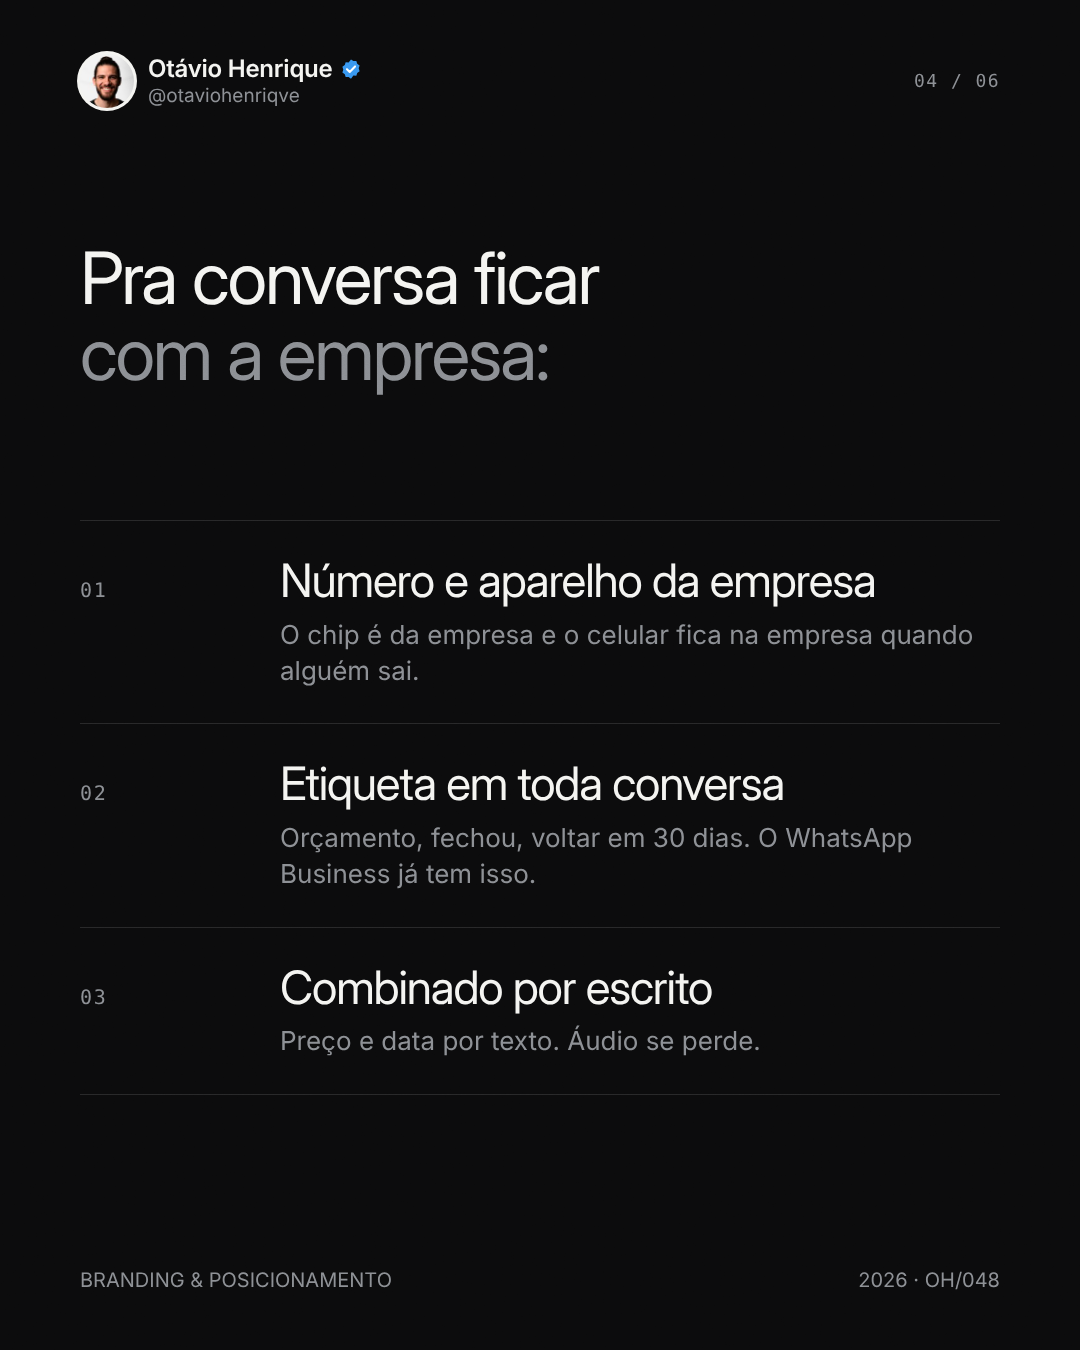 Otávio Henrique
@otaviohenriqve
04 / 06
Pra conversa ficar
com a empresa:
01
Número e aparelho da empresa
O chip é da empresa e o celular fica na empresa quando
alguém sai.
02
Etiqueta em toda conversa
Orçamento, fechou, voltar em 30 dias. O WhatsApp
Business já tem isso.
03
Combinado por escrito
Preço e data por texto. Áudio se perde.
BRANDING & POSICIONAMENTO
2026 · OH/048